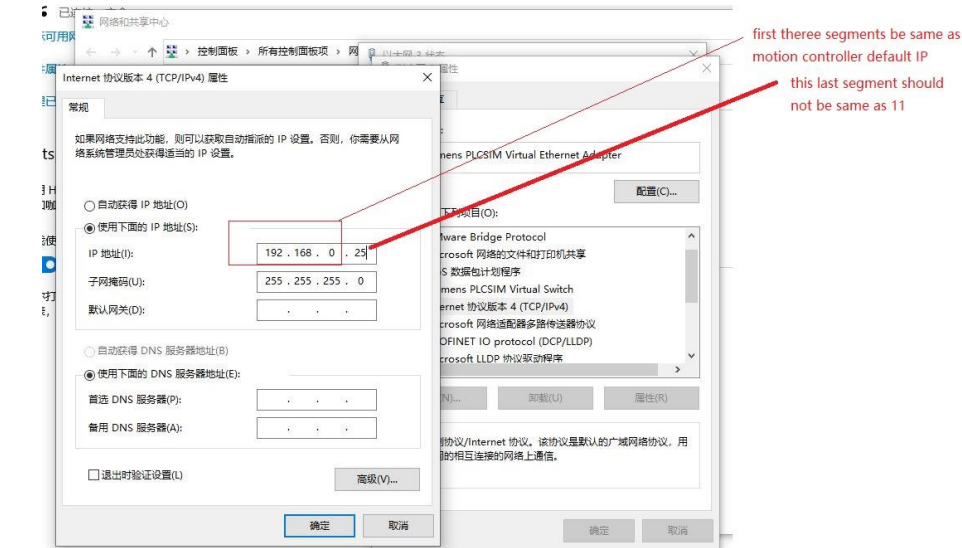 网络和共享中心
控制面板 › 所有控制面板项 › 网
以太网 3 状态
属性
Internet 协议版本 4 (TCP/IPv4) 属性
常规
如果网络支持此功能，则可以获取自动指派的 IP 设置。否则，你需要从网
络系统管理员处获得适当的 IP 设置。
自动获得 IP 地址(O)
使用下面的 IP 地址(S):
IP 地址(I):
192 . 168 . 0 . 25
子网掩码(U):
255 . 255 . 255 . 0
默认网关(D):
自动获得 DNS 服务器地址(B)
使用下面的 DNS 服务器地址(E):
首选 DNS 服务器(P):
备用 DNS 服务器(A):
退出时验证设置(L)
高级(V)...
确定
取消
mens PLCSIM Virtual Ethernet Adapter
配置(C)...
下列项目(O):
ware Bridge Protocol
crosoft 网络的文件和打印机共享
S 数据包计划程序
mens PLCSIM Virtual Switch
ernet 协议版本 4 (TCP/IPv4)
crosoft 网络适配器多路传送器协议
OFINET IO protocol (DCP/LLDP)
crosoft LLDP 协议驱动程序
(N)...
卸载(U)
属性(R)
制协议/Internet 协议。该协议是默认的广域网络协议，用
的相互连接的网络上通信。
确定
取消
first theree segments be same as
motion controller default IP
this last segment should
not be same as 11